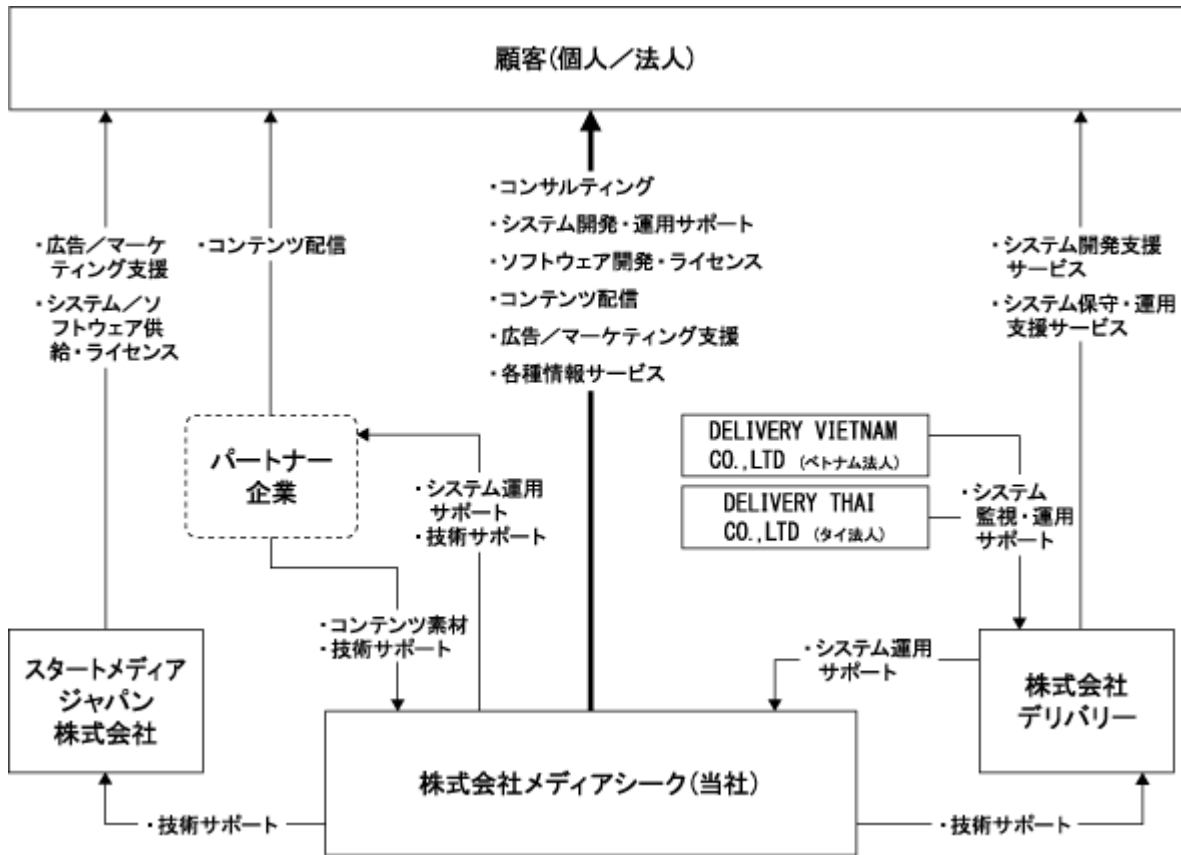 顧客(個人／法人)
・広告／マーケ
ティング支援
・システム／ソ
フトウェア供
給・ライセンス
・コンテンツ配信
・コンサルティング
・システム開発・運用サポート
・ソフトウェア開発・ライセンス
・コンテンツ配信
・広告／マーケティング支援
・各種情報サービス
・システム開発支援
サービス
・システム保守・運用
支援サービス
パートナー
企業
・システム運用
サポート
・技術サポート
DELIVERY VIETNAM
CO.,LTD (ベトナム法人)
DELIVERY THAI
CO.,LTD (タイ法人)
・システム
監視・運用
サポート
・コンテンツ素材
・技術サポート
・システム運用
サポート
スタートメディア
ジャパン
株式会社
株式会社
デリバリー
株式会社メディアシーク(当社)
・技術サポート
・技術サポート